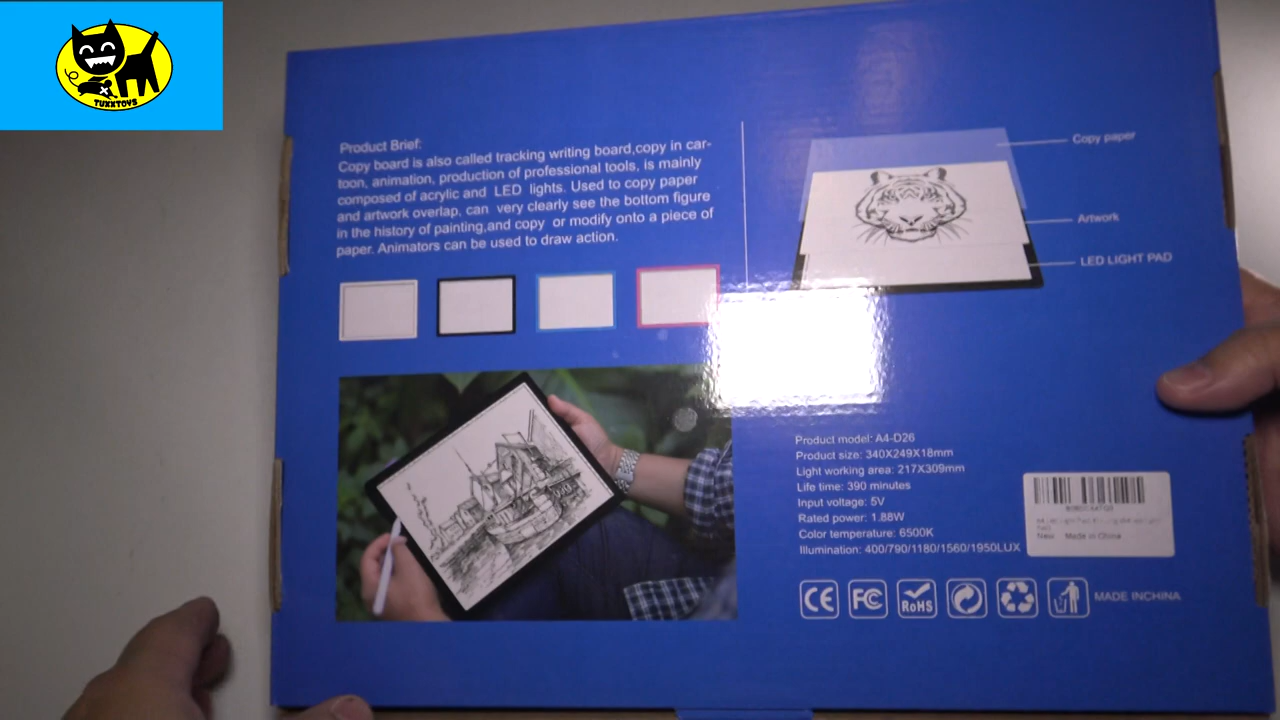 TUXXTOYS
Product Brief:
Copy board is also called tracking writing board,copy in car-
toon, animation, production of professional tools, is mainly
composed of acrylic and LED lights. Used to copy paper
and artwork overlap, can very clearly see the bottom figure
in the history of painting,and copy or modify onto a piece of
paper. Animators can be used to draw action.
Copy paper
Artwork
LED LIGHT PAD
Product model: A4-D26
Product size: 340X249X18mm
Light working area: 217X309mm
Life time: 390 minutes
Input voltage: 5V
Rated power: 1.88W
Color temperature: 6500K
Illumination: 400/790/1180/1560/1950LUX
New Made in China
CE FC RoHS MADE INCHINA